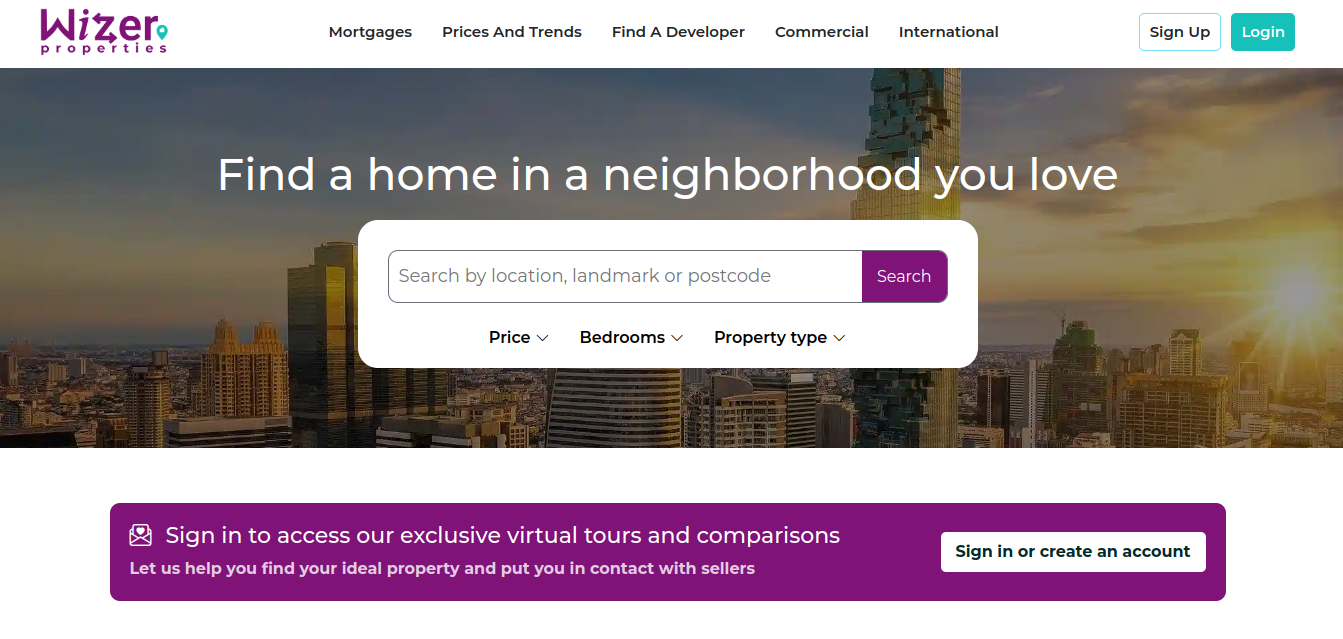 Wizer
properties
Mortgages
Prices And Trends
Find A Developer
Commercial
International
Sign Up
Login
Find a home in a neighborhood you love
Search by location, landmark or postcode
Search
Price
Bedrooms
Property type
Sign in to access our exclusive virtual tours and comparisons
Let us help you find your ideal property and put you in contact with sellers
Sign in or create an account